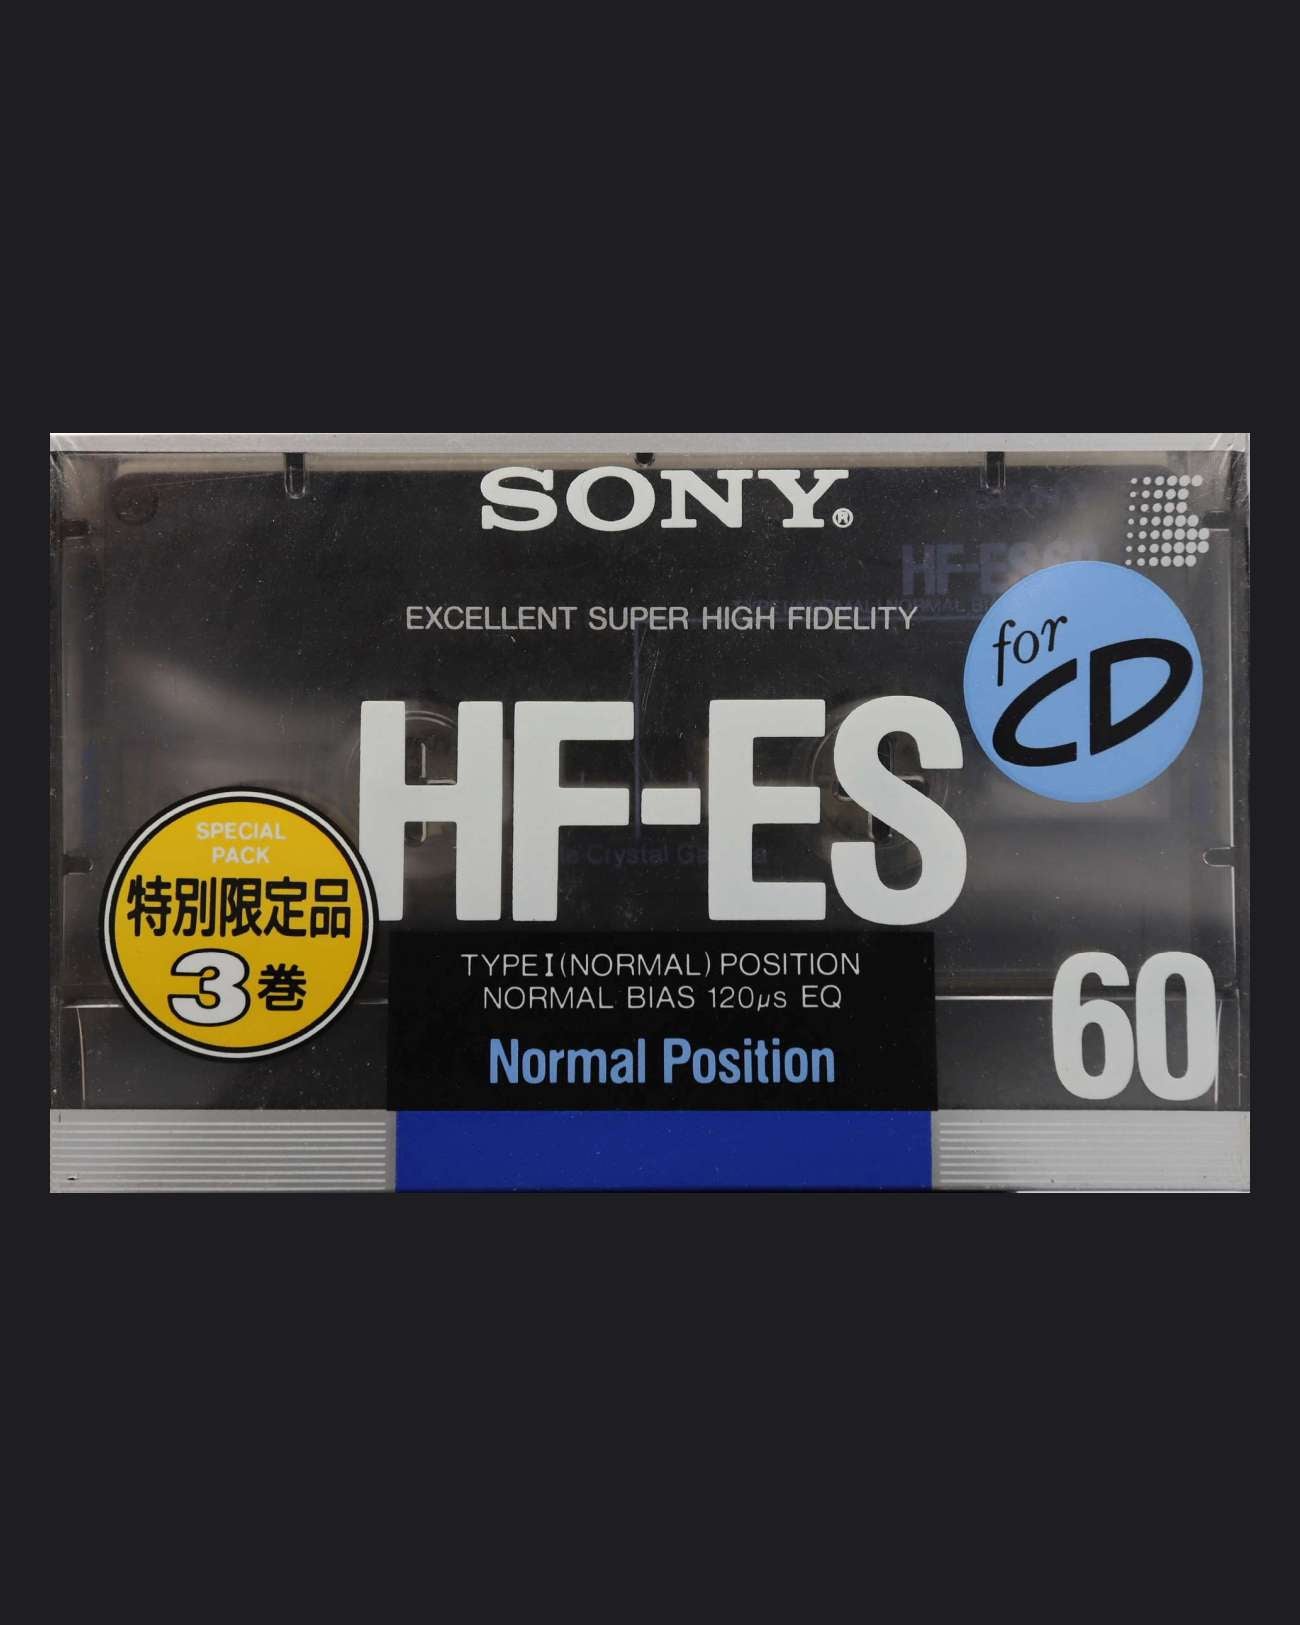 SONY®
EXCELLENT SUPER HIGH FIDELITY
for
CD
HF-ES
SPECIAL
PACK
特別限定品
3巻
TYPE I (NORMAL) POSITION
NORMAL BIAS 120μs EQ
Normal Position
60